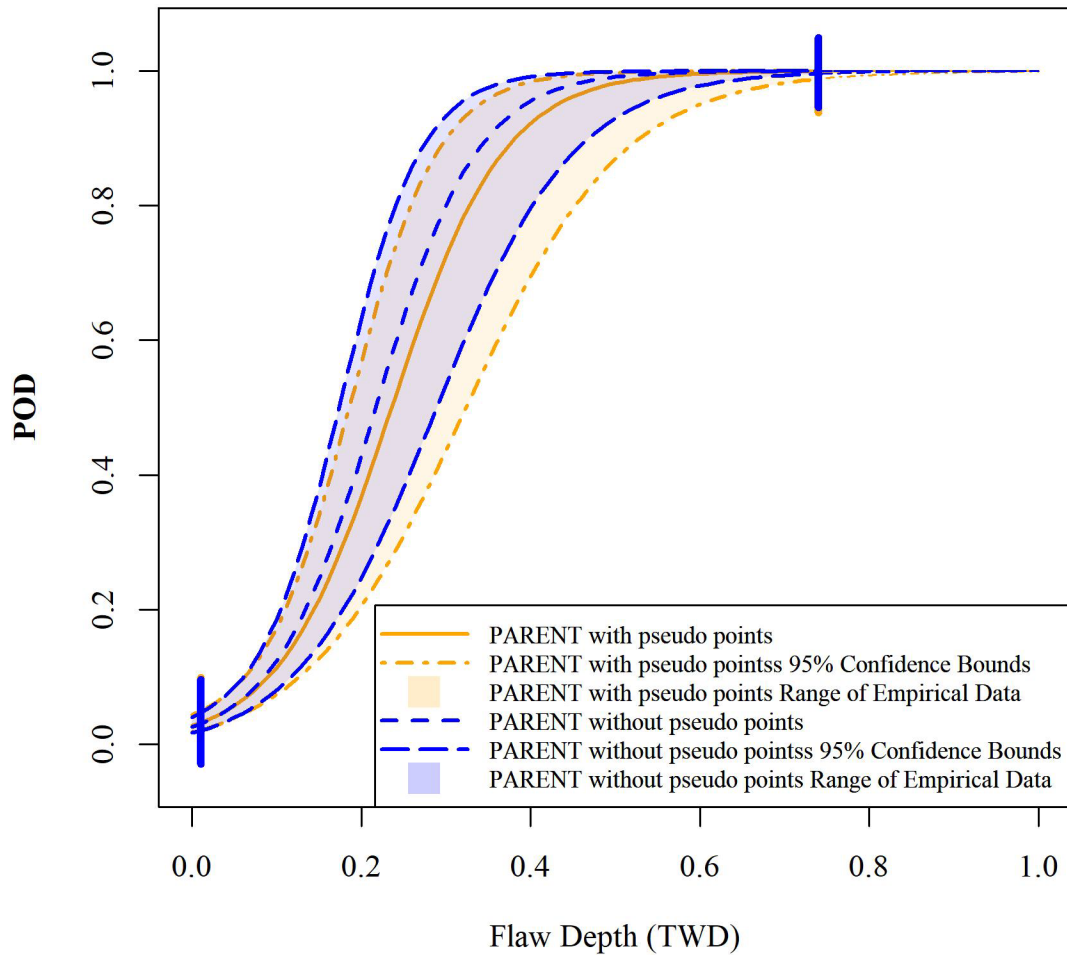 POD
1.0
0.8
0.6
0.4
0.2
0.0
PARENT with pseudo points
PARENT with pseudo pointss 95% Confidence Bounds
PARENT with pseudo points Range of Empirical Data
PARENT without pseudo points
PARENT without pseudo pointss 95% Confidence Bounds
PARENT without pseudo points Range of Empirical Data
0.0 0.2 0.4 0.6 0.8 1.0
Flaw Depth (TWD)